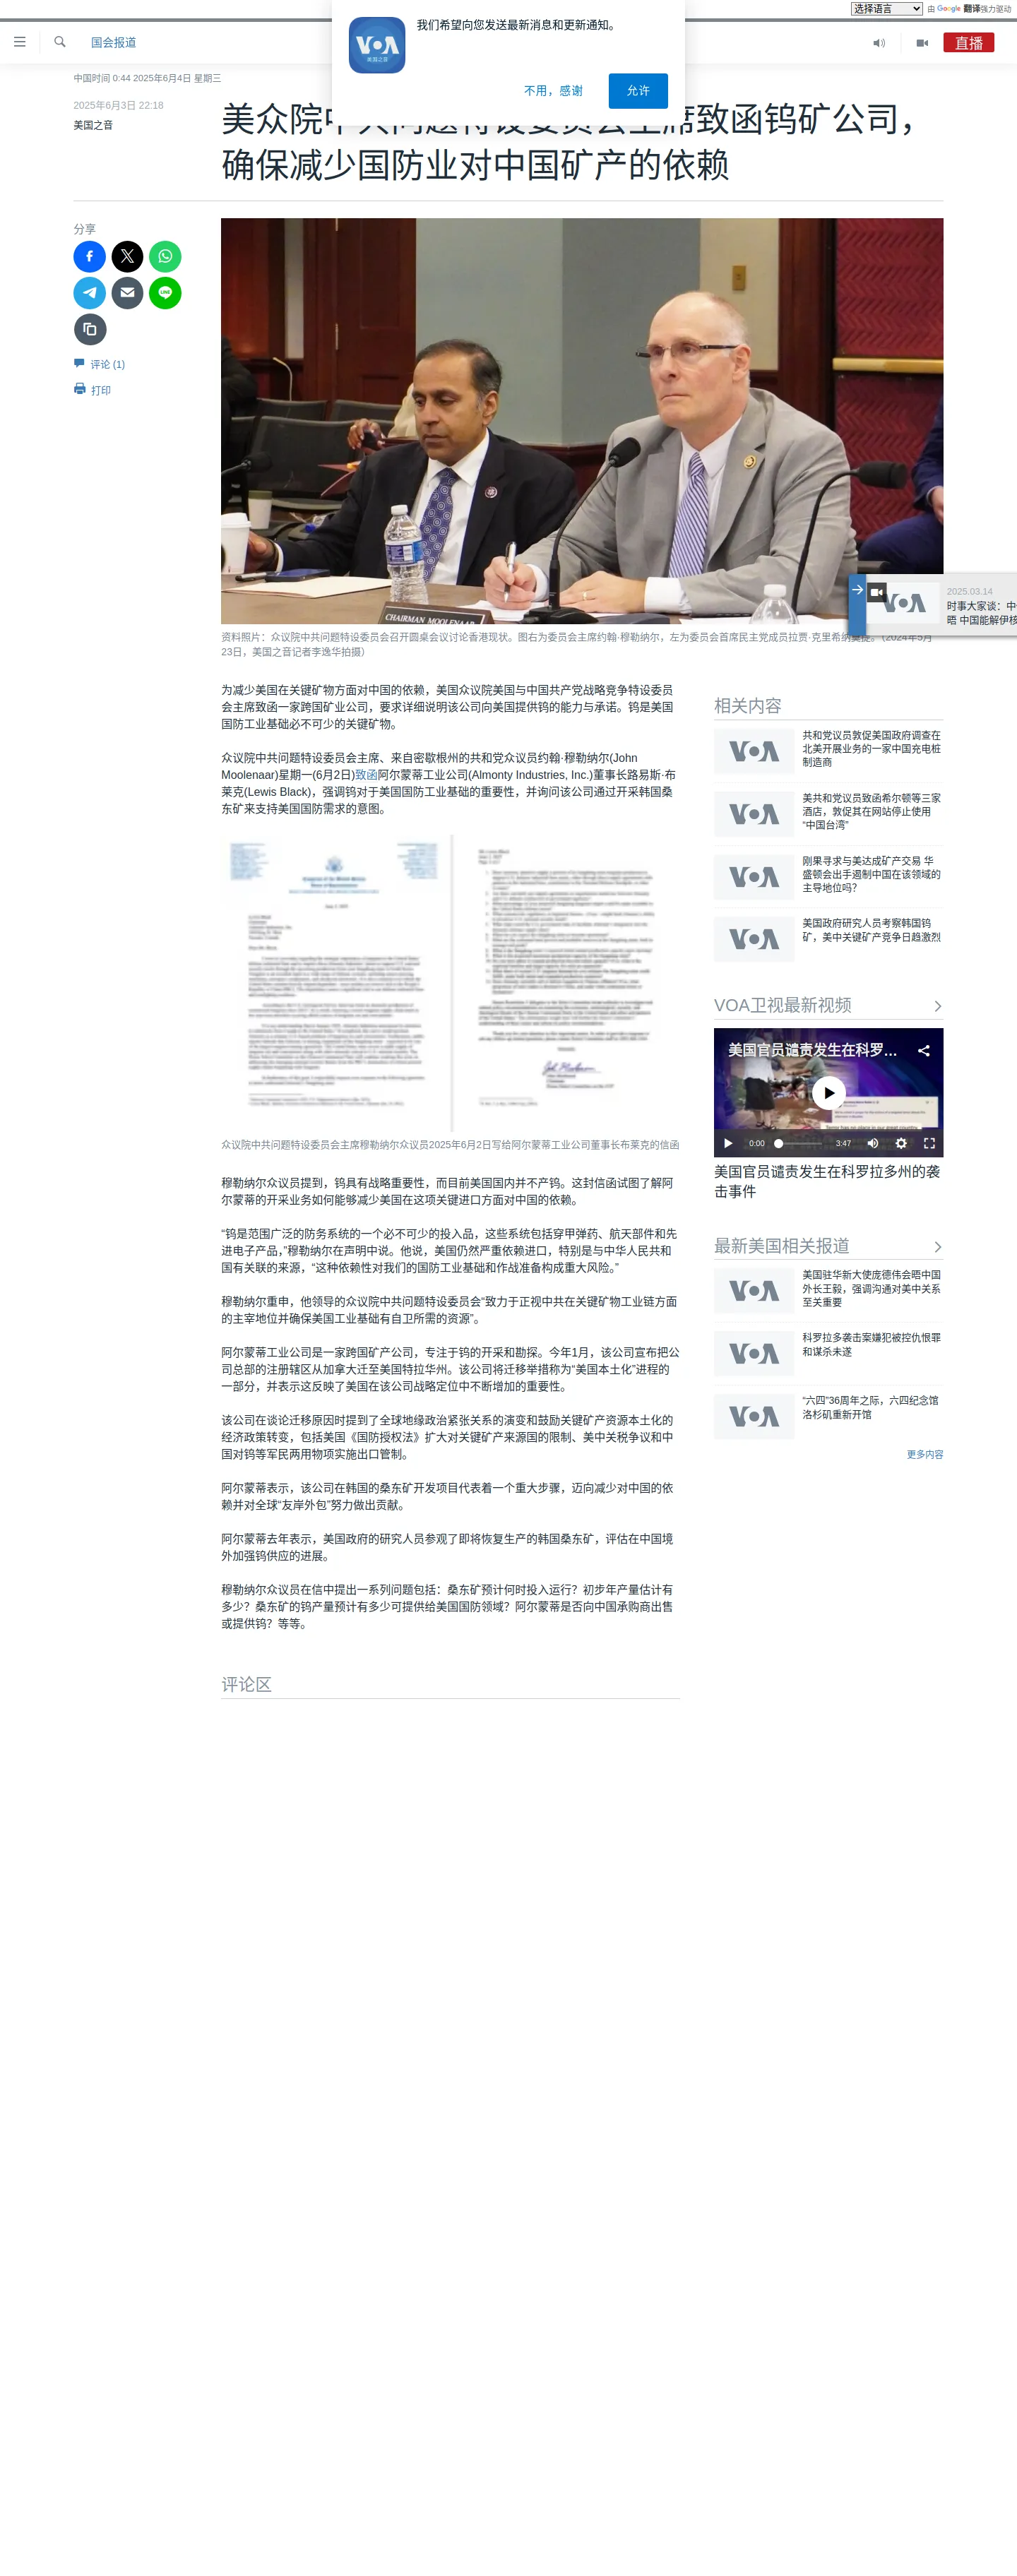 选择语言 由 Google 翻译强力驱动
我们希望向您发送最新消息和更新通知。
VOA
美国之音
不用，感谢 允许
国会报道
直播
中国时间 0:44 2025年6月4日 星期三
2025年6月3日 22:18
美国之音
美众院中共问题特设委员会主席致函钨矿公司，
确保减少国防业对中国矿产的依赖
分享
评论 (1)
打印
CHAIRMAN MOOLENAAR
2025.03.14
时事大家谈：中
晤 中国能解伊核
资料照片：众议院中共问题特设委员会召开圆桌会议讨论香港现状。图右为委员会主席约翰·穆勒纳尔，左为委员会首席民主党成员拉贾·克里希纳莫提。（2024年5月
23日，美国之音记者李逸华拍摄）
为减少美国在关键矿物方面对中国的依赖，美国众议院美国与中国共产党战略竞争特设委员
会主席致函一家跨国矿业公司，要求详细说明该公司向美国提供钨的能力与承诺。钨是美国
国防工业基础必不可少的关键矿物。
众议院中共问题特设委员会主席、来自密歇根州的共和党众议员约翰·穆勒纳尔(John
Moolenaar)星期一(6月2日)致函阿尔蒙蒂工业公司(Almonty Industries, Inc.)董事长路易斯·布
莱克(Lewis Black)，强调钨对于美国国防工业基础的重要性，并询问该公司通过开采韩国桑
东矿来支持美国国防需求的意图。
众议院中共问题特设委员会主席穆勒纳尔众议员2025年6月2日写给阿尔蒙蒂工业公司董事长布莱克的信函
穆勒纳尔众议员提到，钨具有战略重要性，而目前美国国内并不产钨。这封信函试图了解阿
尔蒙蒂的开采业务如何能够减少美国在这项关键进口方面对中国的依赖。
“钨是范围广泛的防务系统的一个必不可少的投入品，这些系统包括穿甲弹药、航天部件和先
进电子产品，”穆勒纳尔在声明中说。他说，美国仍然严重依赖进口，特别是与中华人民共和
国有关联的来源，“这种依赖性对我们的国防工业基础和作战准备构成重大风险。”
穆勒纳尔重申，他领导的众议院中共问题特设委员会“致力于正视中共在关键矿物工业链方面
的主宰地位并确保美国工业基础有自卫所需的资源”。
阿尔蒙蒂工业公司是一家跨国矿产公司，专注于钨的开采和勘探。今年1月，该公司宣布把公
司总部的注册辖区从加拿大迁至美国特拉华州。该公司将迁移举措称为“美国本土化”进程的
一部分，并表示这反映了美国在该公司战略定位中不断增加的重要性。
该公司在谈论迁移原因时提到了全球地缘政治紧张关系的演变和鼓励关键矿产资源本土化的
经济政策转变，包括美国《国防授权法》扩大对关键矿产来源国的限制、美中关税争议和中
国对钨等军民两用物项实施出口管制。
阿尔蒙蒂表示，该公司在韩国的桑东矿开发项目代表着一个重大步骤，迈向减少对中国的依
赖并对全球“友岸外包”努力做出贡献。
阿尔蒙蒂去年表示，美国政府的研究人员参观了即将恢复生产的韩国桑东矿，评估在中国境
外加强钨供应的进展。
穆勒纳尔众议员在信中提出一系列问题包括：桑东矿预计何时投入运行？初步年产量估计有
多少？桑东矿的钨产量预计有多少可提供给美国国防领域？阿尔蒙蒂是否向中国承购商出售
或提供钨？等等。
评论区
相关内容
共和党议员敦促美国政府调查在
北美开展业务的一家中国充电桩
制造商
美共和党议员致函希尔顿等三家
酒店，敦促其在网站停止使用
“中国台湾”
刚果寻求与美达成矿产交易 华
盛顿会出手遏制中国在该领域的
主导地位吗？
美国政府研究人员考察韩国钨
矿，美中关键矿产竞争日趋激烈
VOA卫视最新视频
美国官员谴责发生在科罗...
0:00 3:47
美国官员谴责发生在科罗拉多州的袭
击事件
最新美国相关报道
美国驻华新大使庞德伟会晤中国
外长王毅，强调沟通对美中关系
至关重要
科罗拉多袭击案嫌犯被控仇恨罪
和谋杀未遂
“六四”36周年之际，六四纪念馆
洛杉矶重新开馆
更多内容